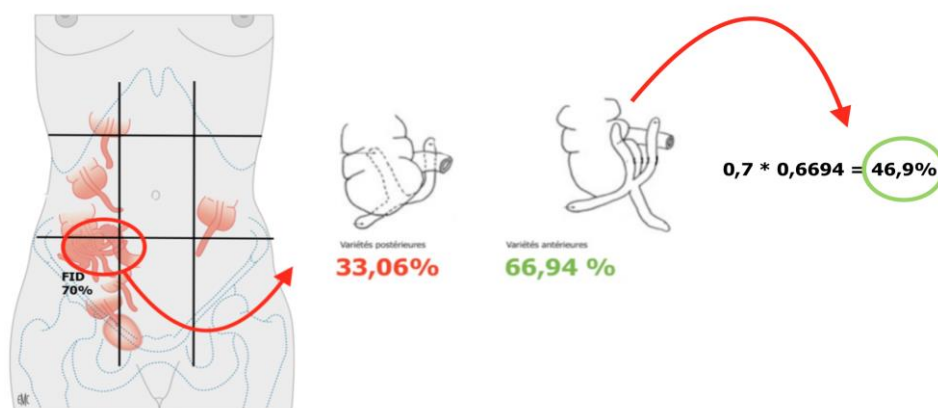 FID
70%
Variétés postérieures
33,06%
Variétés antérieures
66,94 %
0,7 * 0,6694 = 46,9%
EMC